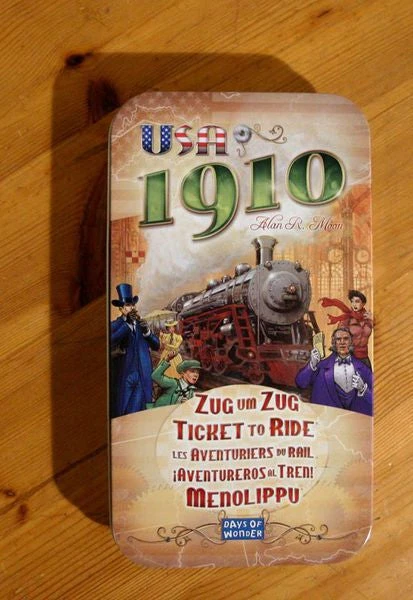 USA
1910
Alan R. Moon
ZUG UM ZUG
TICKET TO RIDE
LES AVENTURIERS DU RAIL
¡AVENTUREROS AL TREN!
MENOLIPPU
DAYS OF
WONDER